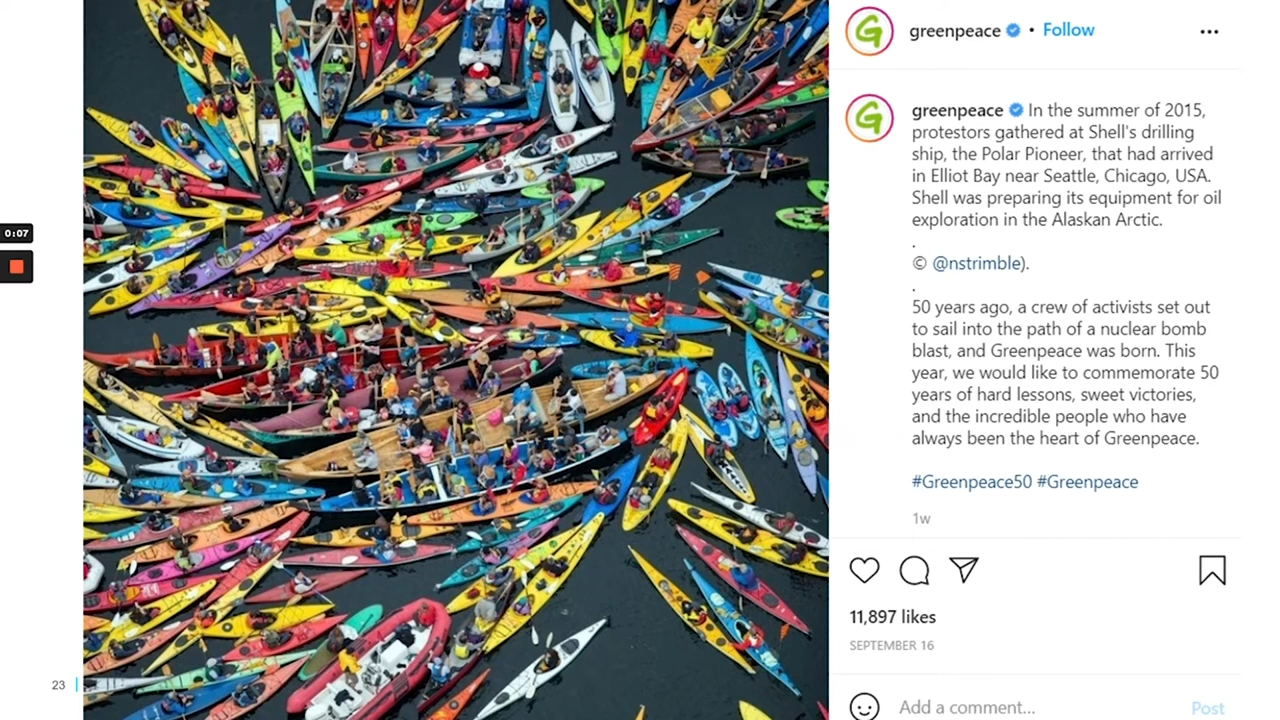 greenpeace • Follow
greenpeace In the summer of 2015,
protestors gathered at Shell's drilling
ship, the Polar Pioneer, that had arrived
in Elliot Bay near Seattle, Chicago, USA.
Shell was preparing its equipment for oil
exploration in the Alaskan Arctic.
.
© @nstrimble).
.
50 years ago, a crew of activists set out
to sail into the path of a nuclear bomb
blast, and Greenpeace was born. This
year, we would like to commemorate 50
years of hard lessons, sweet victories,
and the incredible people who have
always been the heart of Greenpeace.
#Greenpeace50 #Greenpeace
1w
11,897 likes
SEPTEMBER 16
Add a comment... Post
0:07
23